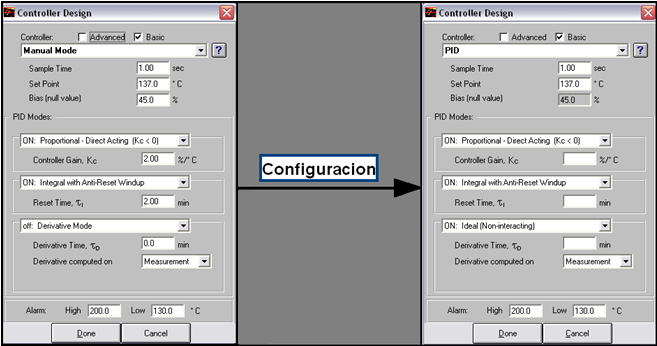 Controller Design
Controller: Advanced Basic
Manual Mode ?
Sample Time 1.00 sec
Set Point 137.0 ° C
Bias (null value) 45.0 %
PID Modes:
ON: Proportional - Direct Acting (Kc < 0)
Controller Gain, Kc 2.00 %/° C
ON: Integral with Anti-Reset Windup
Reset Time, τI 2.00 min
off: Derivative Mode
Derivative Time, τD 0.0 min
Derivative computed on Measurement
Alarm: High 200.0 Low 130.0 ° C
Done Cancel
Configuracion
Controller Design
Controller: Advanced Basic
PID ?
Sample Time 1.00 sec
Set Point 137.0 ° C
Bias (null value) 45.0 %
PID Modes:
ON: Proportional - Direct Acting (Kc < 0)
Controller Gain, Kc %/° C
ON: Integral with Anti-Reset Windup
Reset Time, τI min
ON: Ideal (Non-interacting)
Derivative Time, τD min
Derivative computed on Measurement
Alarm: High 200.0 Low 130.0 ° C
Done Cancel